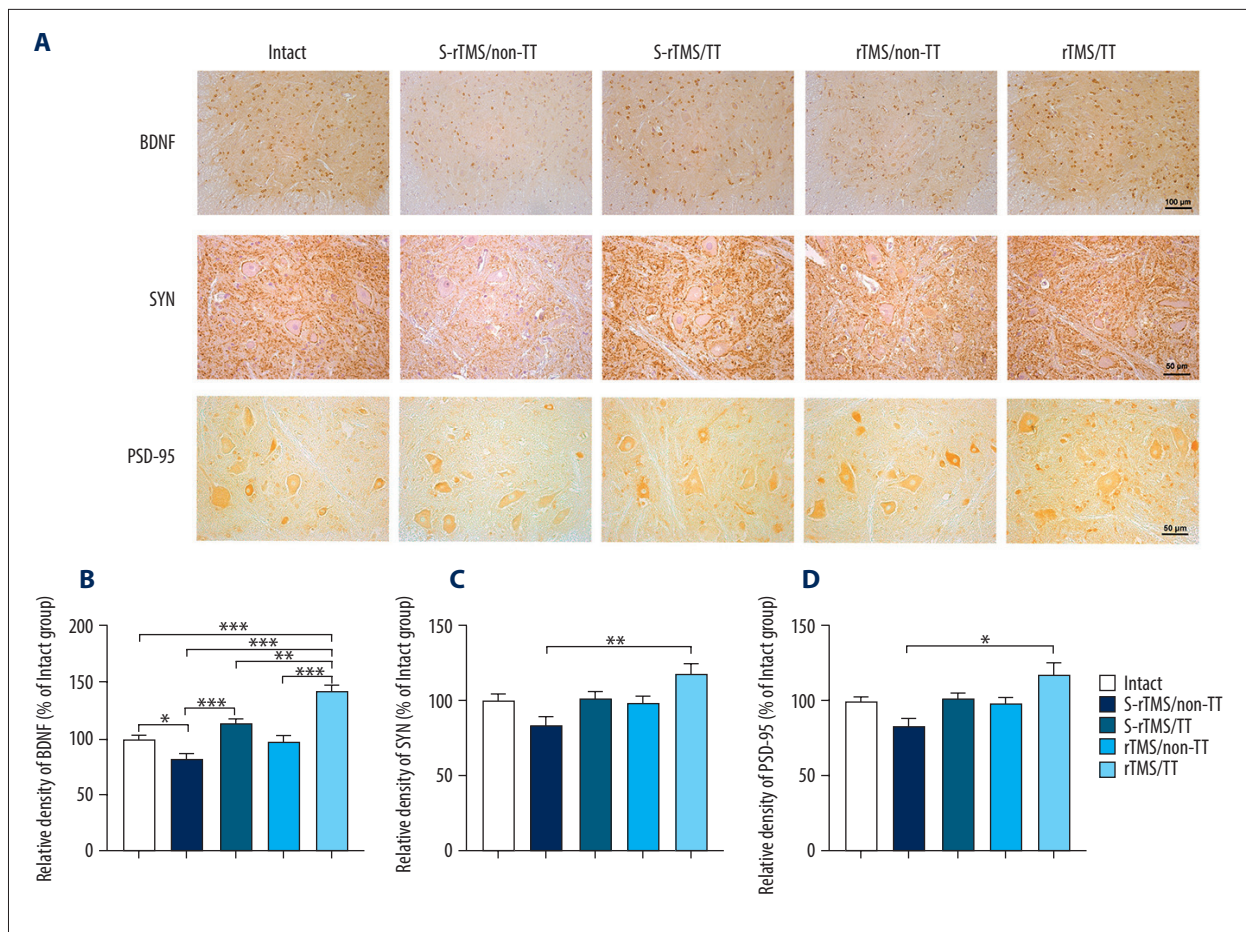 A
Intact
S-rTMS/non-TT
S-rTMS/TT
rTMS/non-TT
rTMS/TT
BDNF
100 µm
SYN
50 µm
PSD-95
50 µm
B
Relative density of BDNF (% of Intact group)
200
150
100
50
0
***
***
**
***
*
***
C
Relative density of SYN (% of Intact group)
150
100
50
0
**
D
Relative density of PSD-95 (% of Intact group)
150
100
50
0
*
Intact
S-rTMS/non-TT
S-rTMS/TT
rTMS/non-TT
rTMS/TT